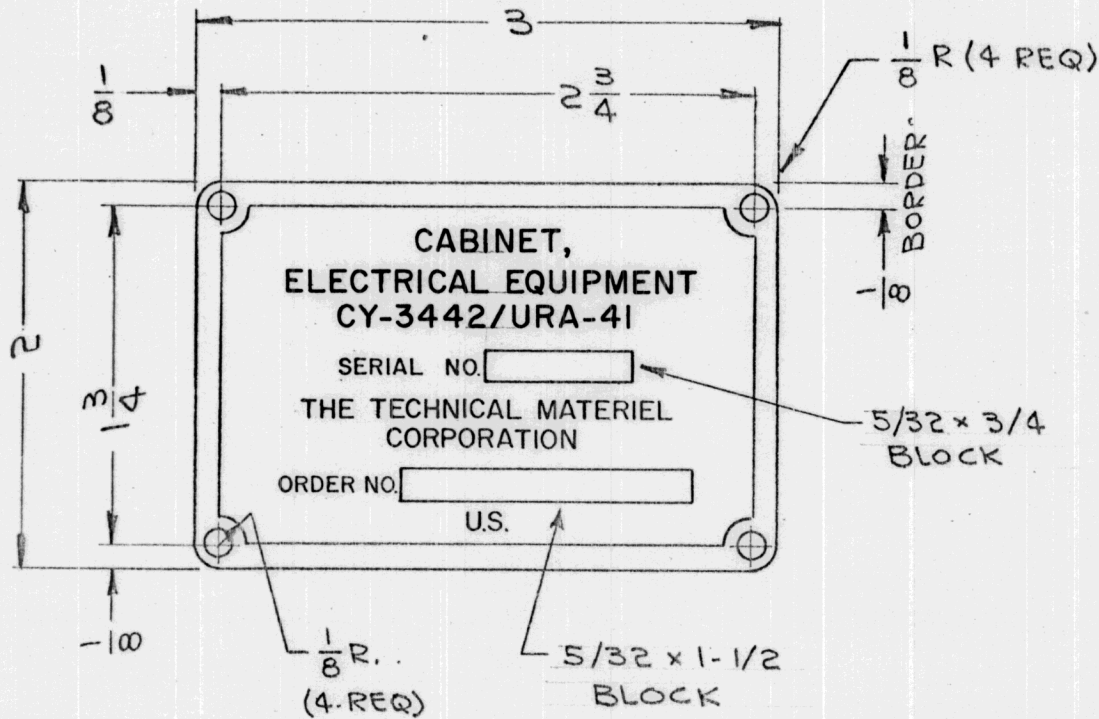 3
1/8
2 3/4
1/8 R (4 REQ)
BORDER
1/8
2
1 3/4
1/8
CABINET,
ELECTRICAL EQUIPMENT
CY-3442/URA-41
SERIAL NO.
THE TECHNICAL MATERIEL
CORPORATION
ORDER NO.
U.S.
5/32 x 3/4
BLOCK
1/8 R.
(4 REQ)
5/32 x 1-1/2
BLOCK